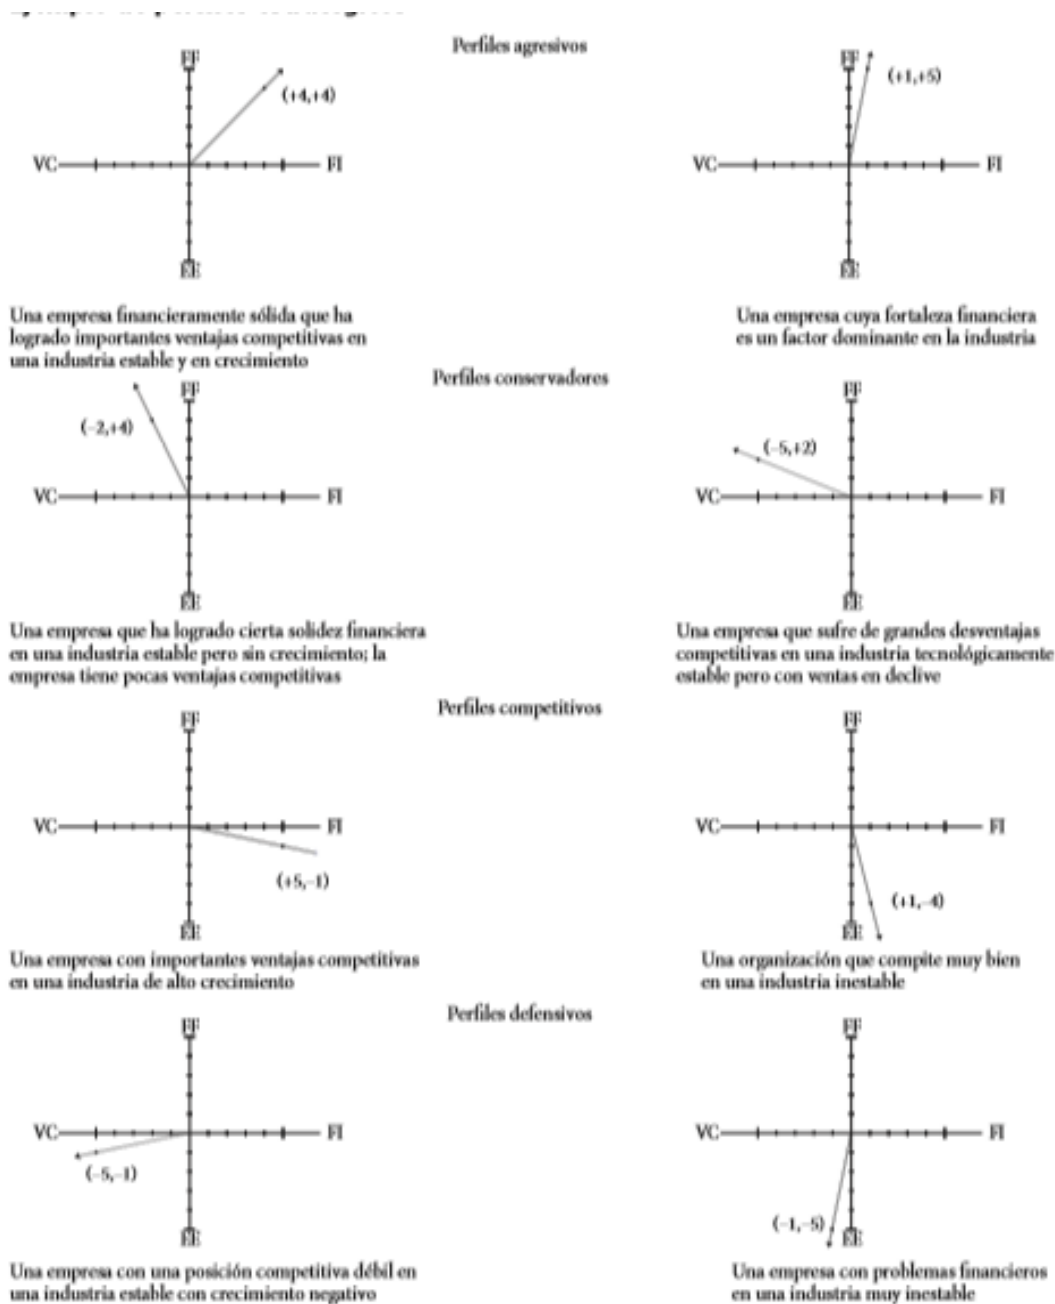 Perfiles agresivos
FF
(+4,+4)
VC
FI
EE
Una empresa financieramente sólida que ha
logrado importantes ventajas competitivas en
una industria estable y en crecimiento
FF
(+1,+5)
VC
FI
EE
Una empresa cuya fortaleza financiera
es un factor dominante en la industria
Perfiles conservadores
FF
(–2,+4)
VC
FI
EE
Una empresa que ha logrado cierta solidez financiera
en una industria estable pero sin crecimiento; la
empresa tiene pocas ventajas competitivas
FF
(–5,+2)
VC
FI
EE
Una empresa que sufre de grandes desventajas
competitivas en una industria tecnológicamente
estable pero con ventas en declive
Perfiles competitivos
FF
VC
FI
(+5,–1)
EE
Una empresa con importantes ventajas competitivas
en una industria de alto crecimiento
FF
VC
FI
(+1,–4)
EE
Una organización que compite muy bien
en una industria inestable
Perfiles defensivos
FF
VC
FI
(–5,–1)
EE
Una empresa con una posición competitiva débil en
una industria estable con crecimiento negativo
FF
VC
FI
(–1,–5)
EE
Una empresa con problemas financieros
en una industria muy inestable